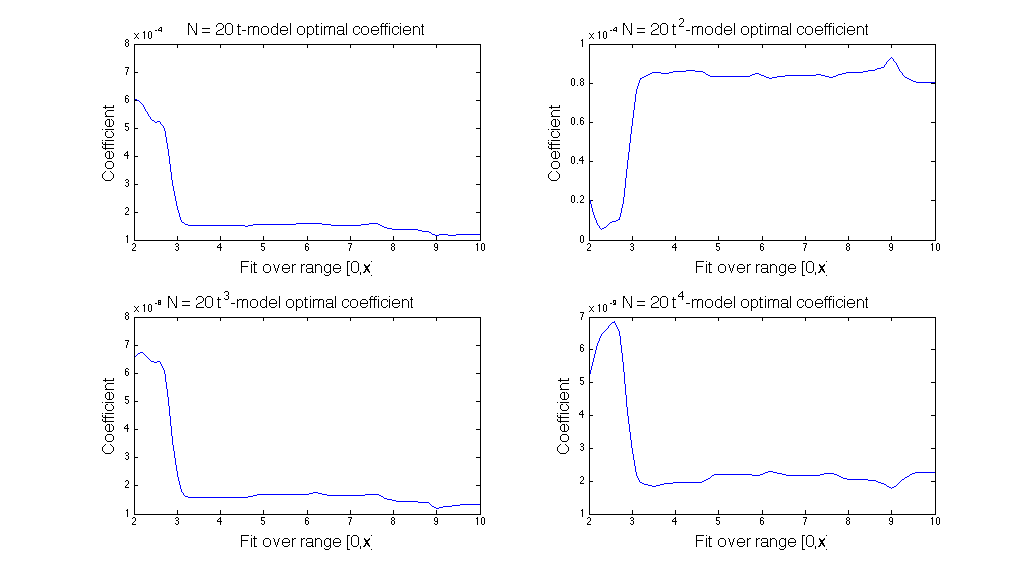 x 10^-4 N = 20 t-model optimal coefficient
8
7
6
5
4
3
2
1
Coefficient
2 3 4 5 6 7 8 9 10
Fit over range [0,x]
x 10^-4 N = 20 t^2-model optimal coefficient
1
0.8
0.6
0.4
0.2
0
Coefficient
2 3 4 5 6 7 8 9 10
Fit over range [0,x]
x 10^-8 N = 20 t^3-model optimal coefficient
8
7
6
5
4
3
2
1
Coefficient
2 3 4 5 6 7 8 9 10
Fit over range [0,x]
x 10^-9 N = 20 t^4-model optimal coefficient
7
6
5
4
3
2
1
Coefficient
2 3 4 5 6 7 8 9 10
Fit over range [0,x]